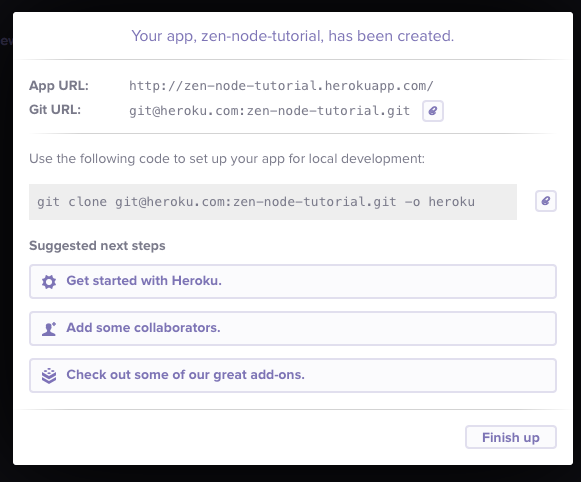 Your app, zen-node-tutorial, has been created.
App URL: http://zen-node-tutorial.herokuapp.com/
Git URL: git@heroku.com:zen-node-tutorial.git
Use the following code to set up your app for local development:
git clone git@heroku.com:zen-node-tutorial.git -o heroku
Suggested next steps
Get started with Heroku.
Add some collaborators.
Check out some of our great add-ons.
Finish up